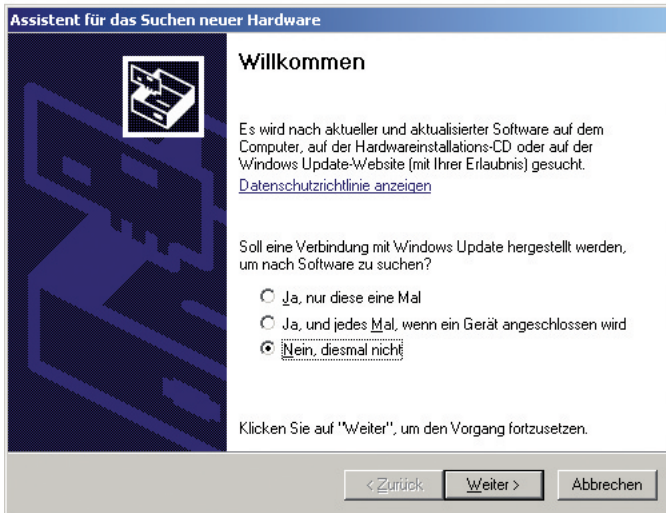 Assistent für das Suchen neuer Hardware
Willkommen
Es wird nach aktueller und aktualisierter Software auf dem
Computer, auf der Hardwareinstallations-CD oder auf der
Windows Update-Website (mit Ihrer Erlaubnis) gesucht.
Datenschutzrichtlinie anzeigen
Soll eine Verbindung mit Windows Update hergestellt werden,
um nach Software zu suchen?
Ja, nur diese eine Mal
Ja, und jedes Mal, wenn ein Gerät angeschlossen wird
Nein, diesmal nicht
Klicken Sie auf "Weiter", um den Vorgang fortzusetzen.
< Zurück Weiter > Abbrechen